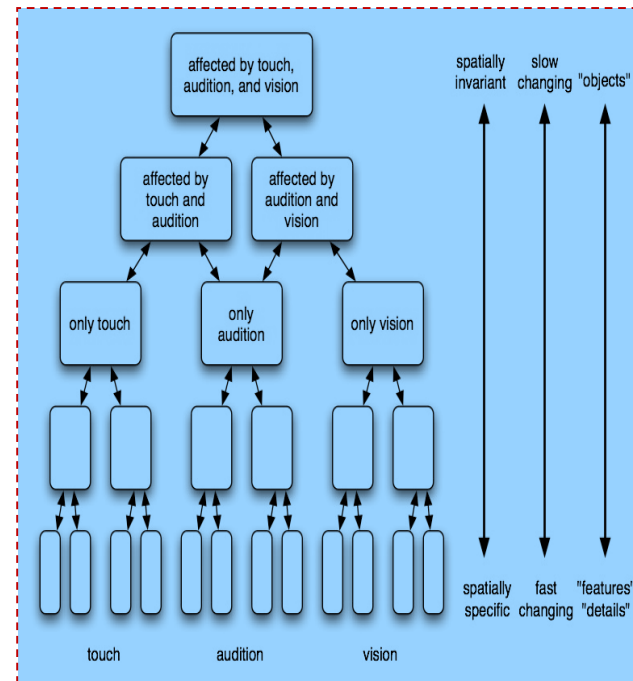 affected by touch,
audition, and vision
spatially
invariant
slow
changing
"objects"
affected by
touch and
audition
affected by
audition and
vision
only touch
only
audition
only vision
spatially
specific
fast
changing
"features"
"details"
touch
audition
vision